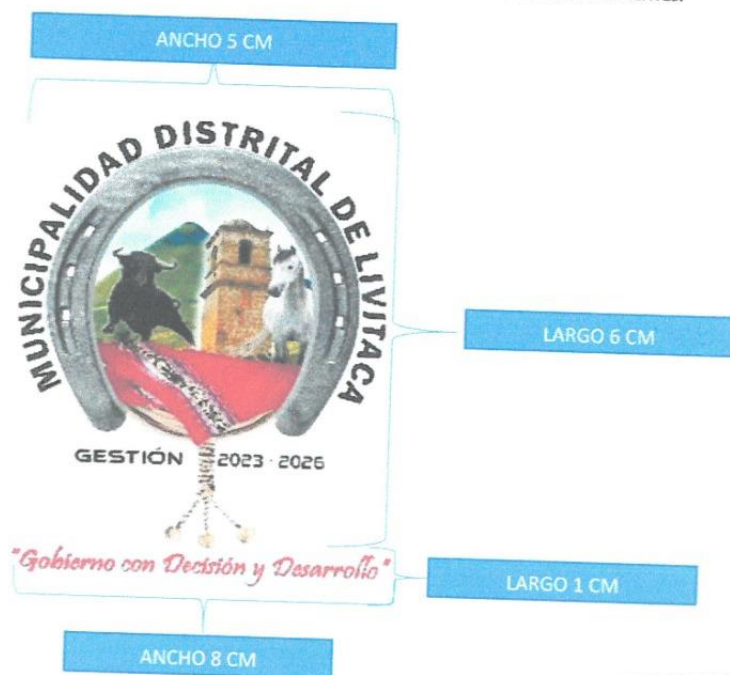 ANCHO 5 CM
MUNICIPALIDAD DISTRITAL DE LIVITACA
LARGO 6 CM
GESTIÓN 2023 - 2026
"Gobierno con Decisión y Desarrollo"
LARGO 1 CM
ANCHO 8 CM